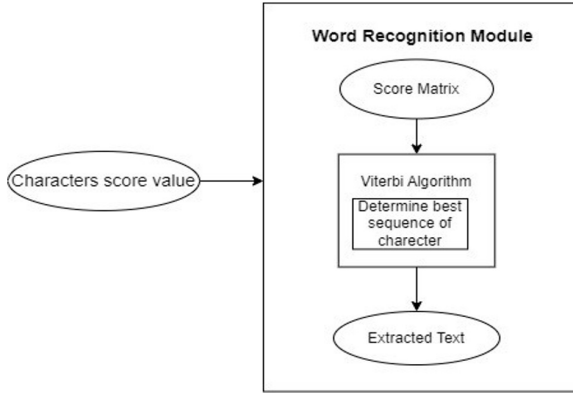 Word Recognition Module
Score Matrix
Characters score value
Viterbi Algorithm
Determine best
sequence of
charecter
Extracted Text